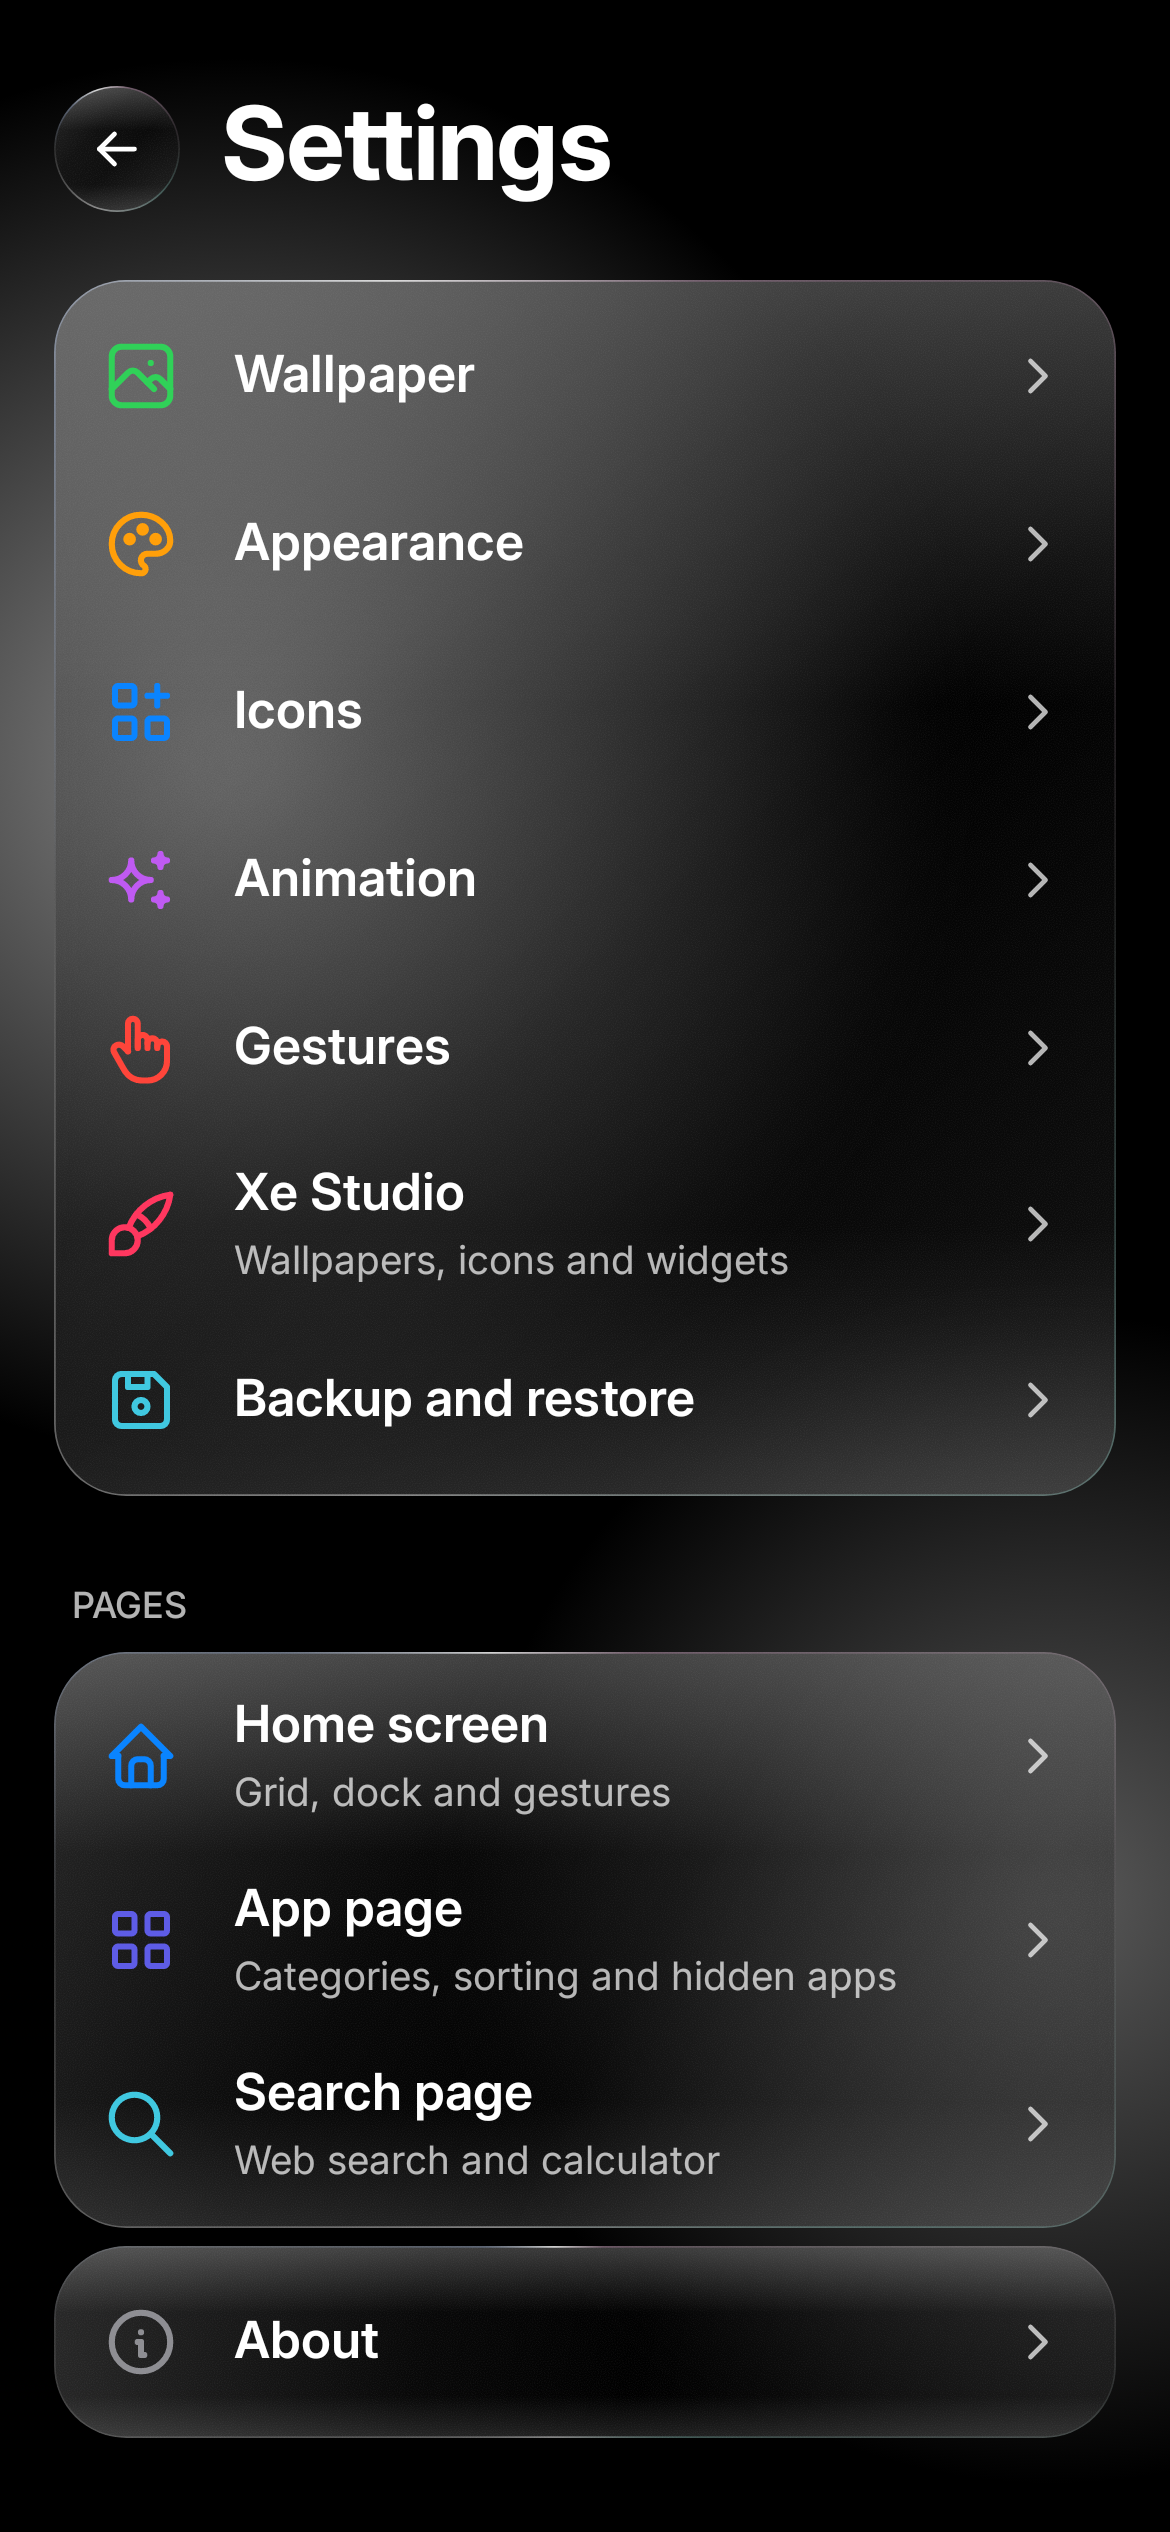 Settings
Wallpaper
Appearance
Icons
Animation
Gestures
Xe Studio
Wallpapers, icons and widgets
Backup and restore
PAGES
Home screen
Grid, dock and gestures
App page
Categories, sorting and hidden apps
Search page
Web search and calculator
About